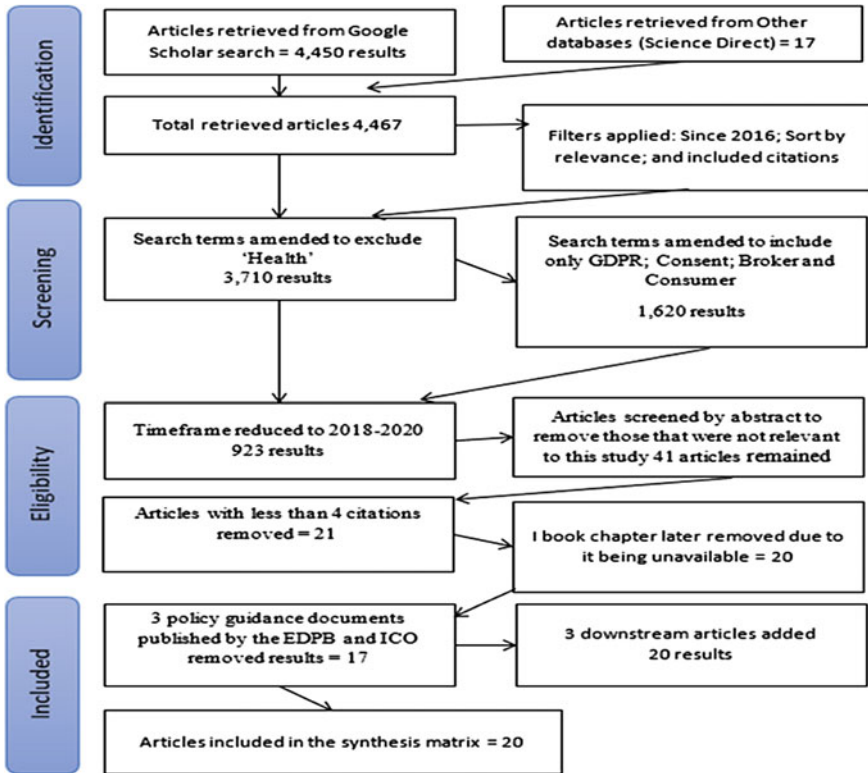 Identification
Articles retrieved from Google
Scholar search = 4,450 results
Articles retrieved from Other
databases (Science Direct) = 17
Total retrieved articles 4,467
Filters applied: Since 2016; Sort by
relevance; and included citations
Screening
Search terms amended to exclude
‘Health’
3,710 results
Search terms amended to include
only GDPR; Consent; Broker and
Consumer
1,620 results
Eligibility
Timeframe reduced to 2018-2020
923 results
Articles screened by abstract to
remove those that were not relevant
to this study 41 articles remained
Articles with less than 4 citations
removed = 21
I book chapter later removed due to
it being unavailable = 20
Included
3 policy guidance documents
published by the EDPB and ICO
removed results = 17
3 downstream articles added
20 results
Articles included in the synthesis matrix = 20